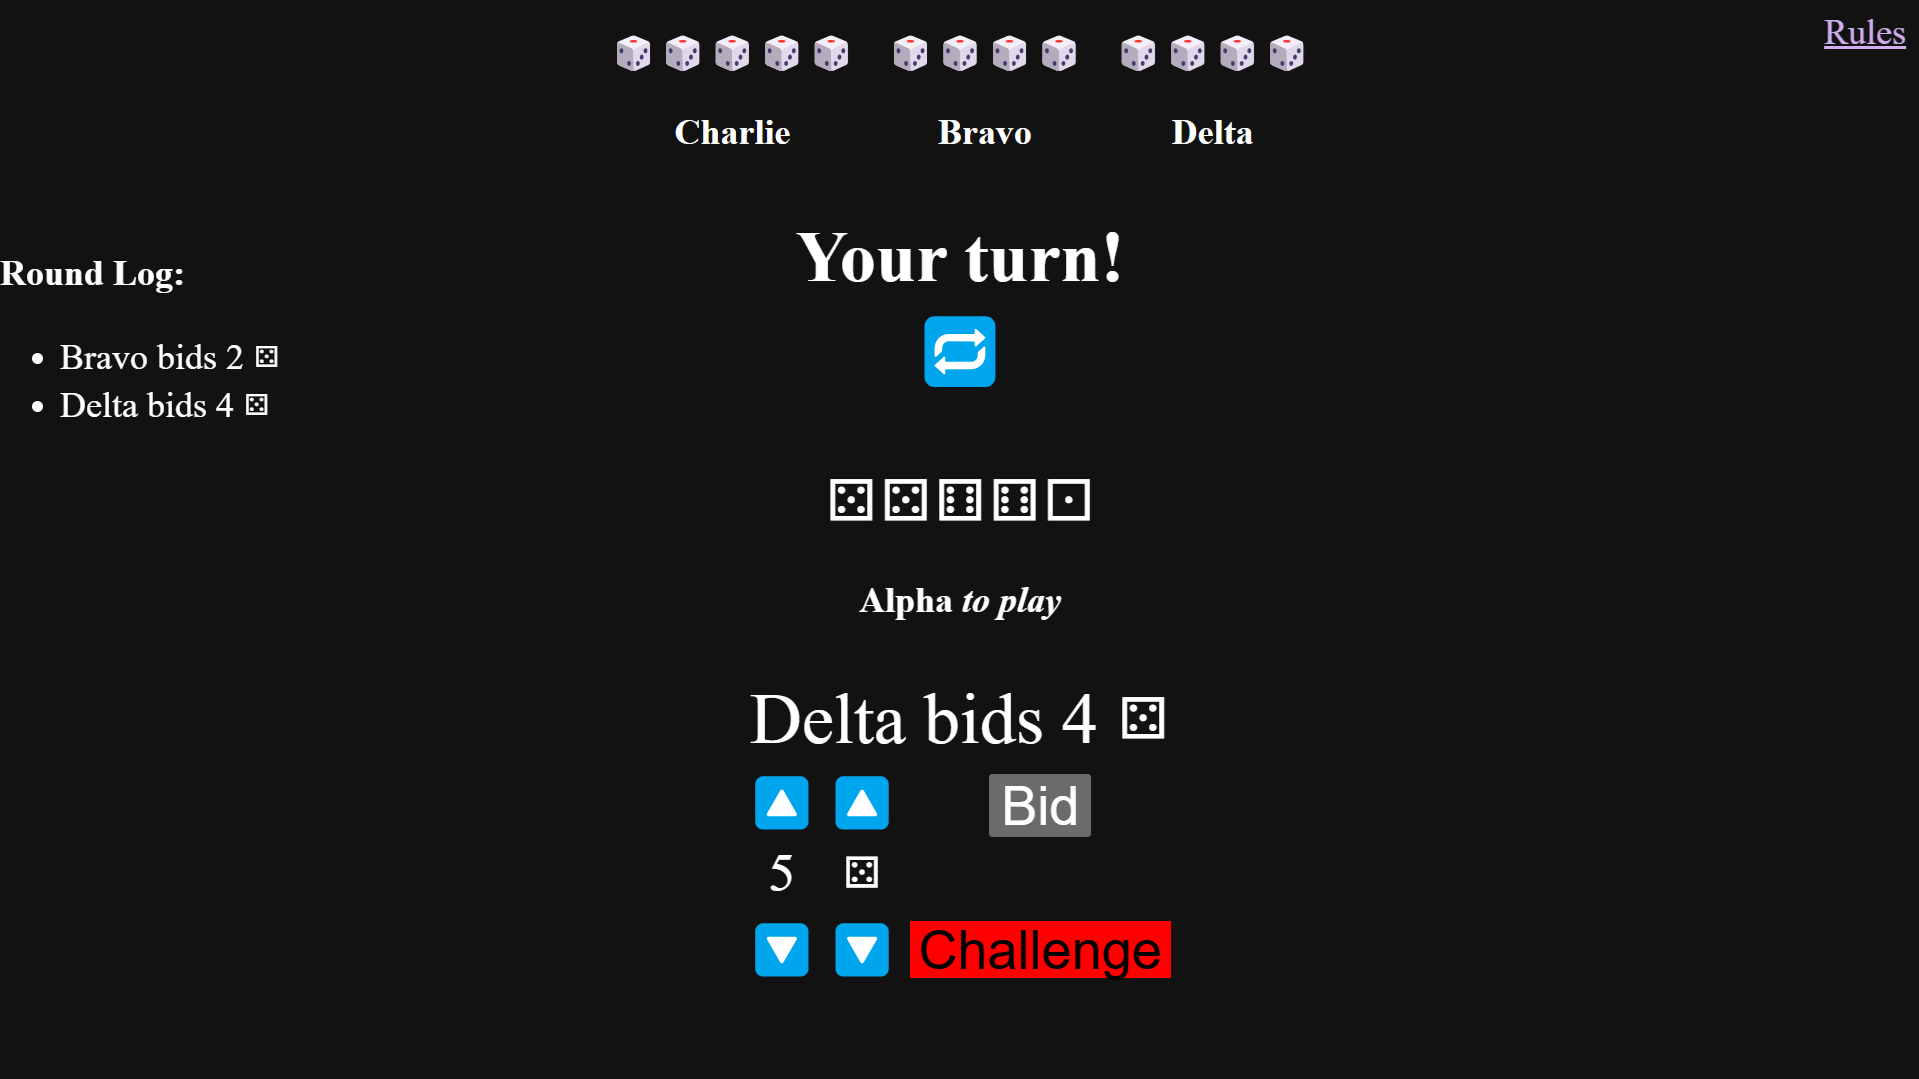 Rules
Charlie Bravo Delta
Your turn!
Round Log:
Bravo bids 2 ⚄
Delta bids 4 ⚄
⚄ ⚄ ⚅ ⚅ ⚀
Alpha to play
Delta bids 4 ⚄
Bid
5 ⚄
Challenge